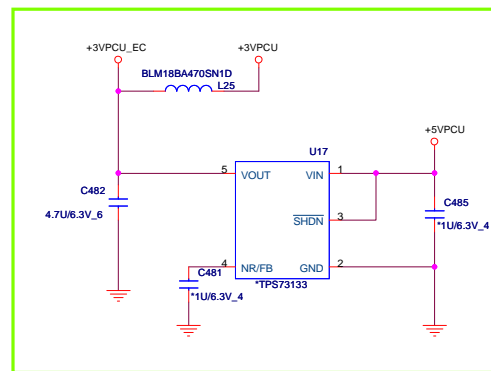 +3VPCU_EC
+3VPCU
BLM18BA470SN1D
L25
+5VPCU
U17
5
VOUT
VIN
1
C482
4.7U/6.3V_6
C485
*1U/6.3V_4
SHDN
3
C481
*1U/6.3V_4
4
NR/FB
GND
2
*TPS73133